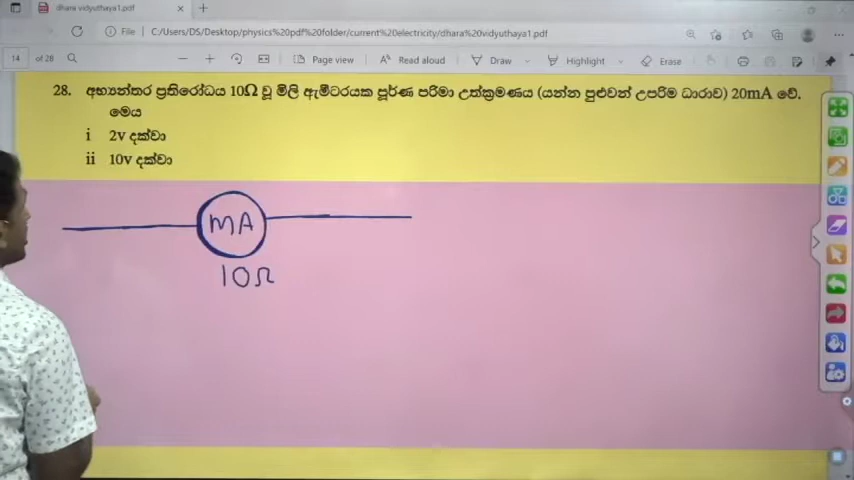 dhara vidyuthaya1.pdf
File C:/Users/DS/Desktop/physics%20pdf%20folder/current%20electricity/dhara%20vidyuthaya1.pdf
14 of 28 Page view Read aloud Draw Highlight Erase
28. අභ්‍යන්තර ප්‍රතිරෝධය 10Ω වූ මිලි ඇමීටරයක පූර්ණ පරිමා උත්ක්‍රමණය (යන්න පුළුවන් උපරිම ධාරාව) 20mA වේ.
මෙය
i 2v දක්වා
ii 10v දක්වා
mA
10Ω